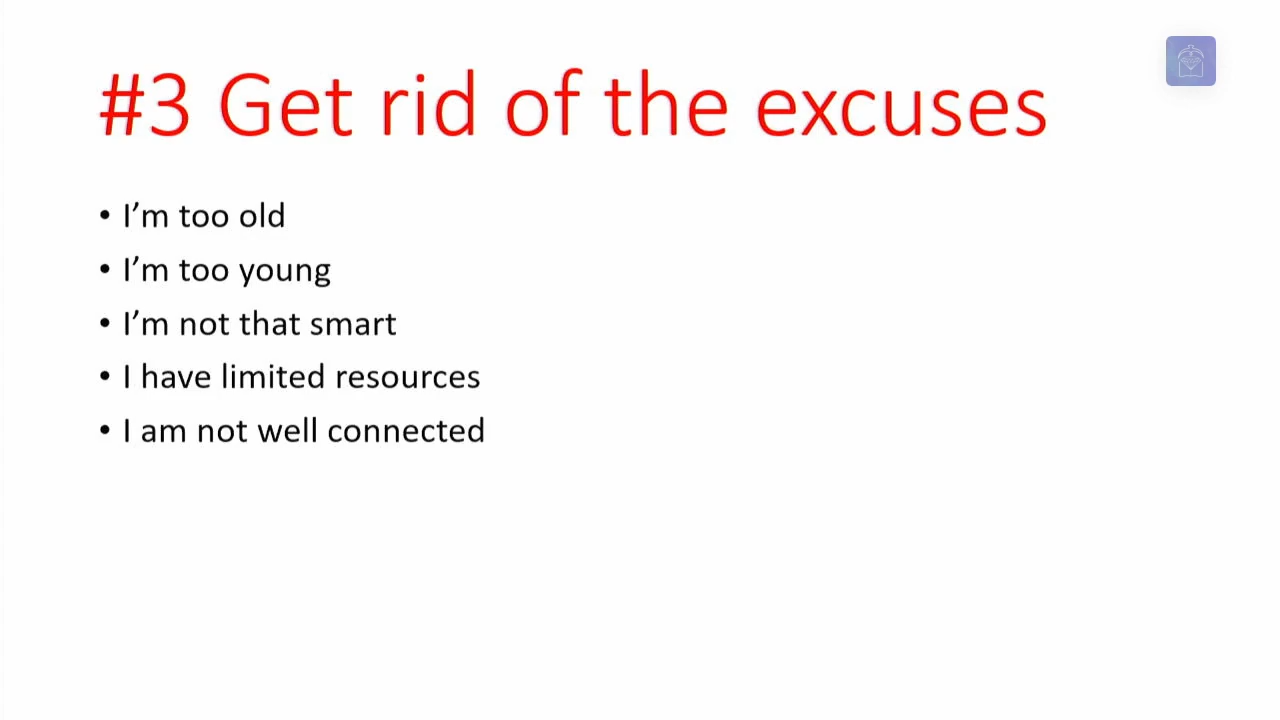 #3 Get rid of the excuses
• I’m too old
• I’m too young
• I’m not that smart
• I have limited resources
• I am not well connected